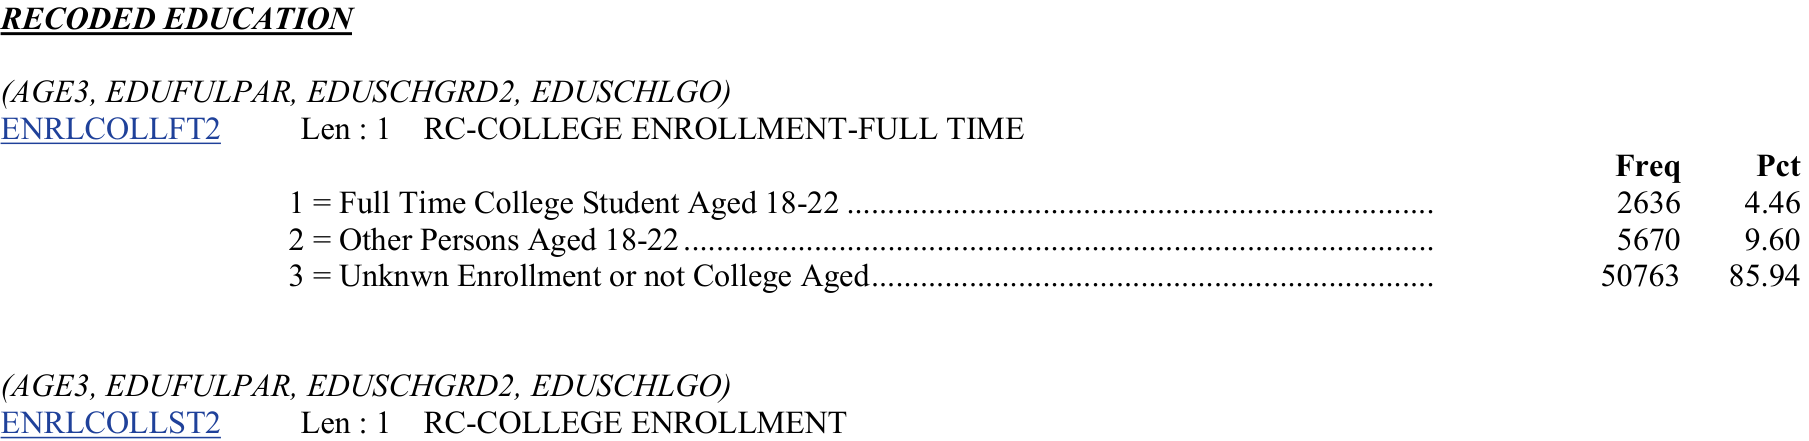 RECODED EDUCATION
(AGE3, EDUFULPAR, EDUSCHGRD2, EDUSCHLGO)
ENRLCOLLFT2 Len : 1 RC-COLLEGE ENROLLMENT-FULL TIME
Freq Pct
1 = Full Time College Student Aged 18-22 ........................................................................ 2636 4.46
2 = Other Persons Aged 18-22 ............................................................................................ 5670 9.60
3 = Unknwn Enrollment or not College Aged..................................................................... 50763 85.94
(AGE3, EDUFULPAR, EDUSCHGRD2, EDUSCHLGO)
ENRLCOLLST2 Len : 1 RC-COLLEGE ENROLLMENT